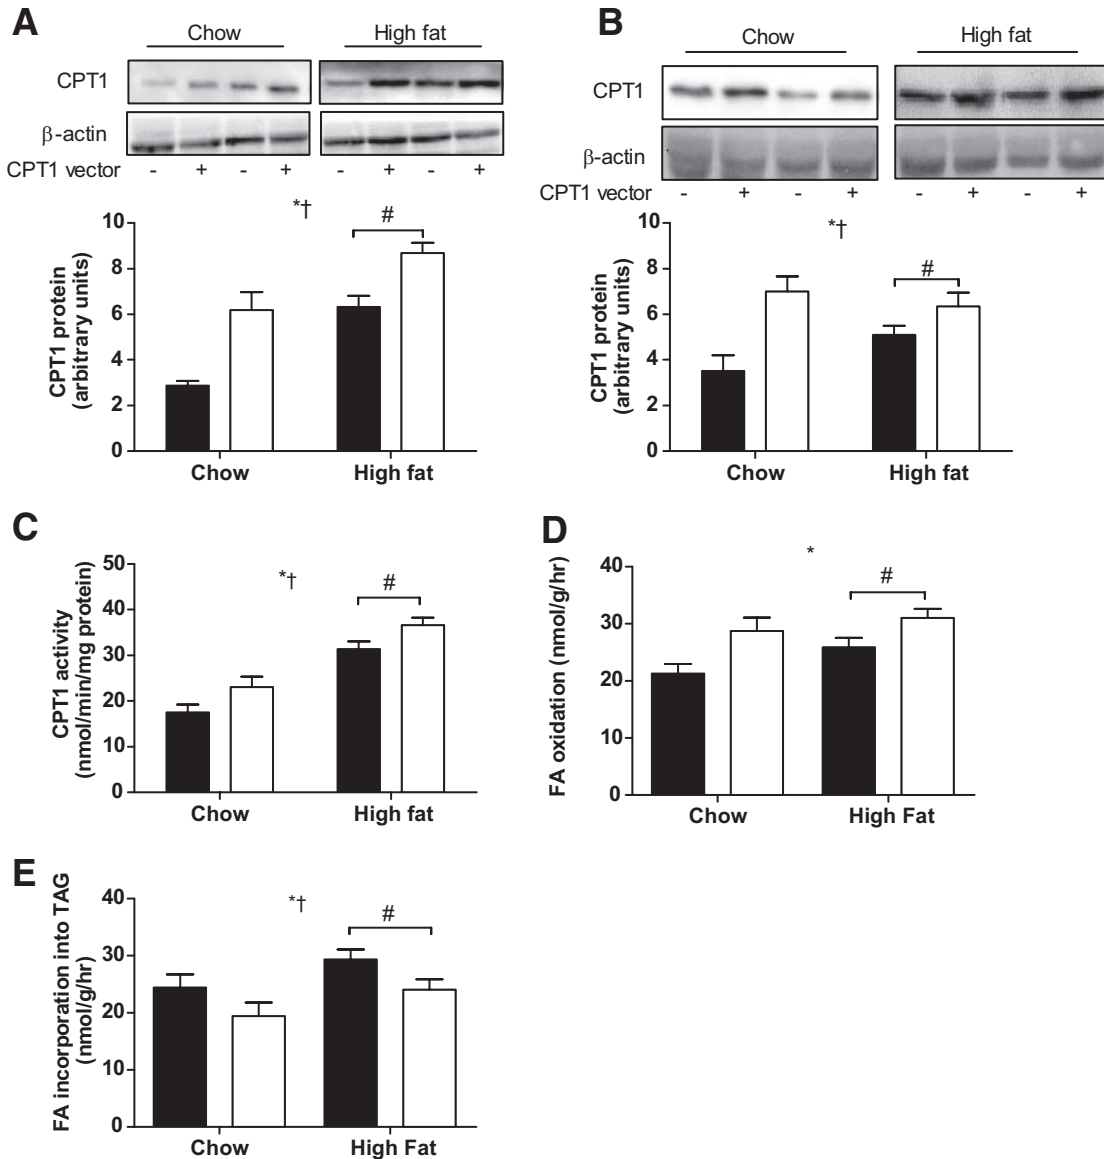 A
Chow
High fat
CPT1
β-actin
CPT1 vector - + - + - + - +
*†
#
10
8
6
4
2
0
CPT1 protein
(arbitrary units)
Chow
High fat
B
Chow
High fat
CPT1
β-actin
CPT1 vector - + - + - + - +
*†
#
10
8
6
4
2
0
CPT1 protein
(arbitrary units)
Chow
High fat
C
*†
#
50
40
30
20
10
0
CPT1 activity
(nmol/min/mg protein)
Chow
High fat
D
*
#
40
30
20
10
0
FA oxidation (nmol/g/hr)
Chow
High Fat
E
*†
#
40
30
20
10
0
FA incorporation into TAG
(nmol/g/hr)
Chow
High Fat